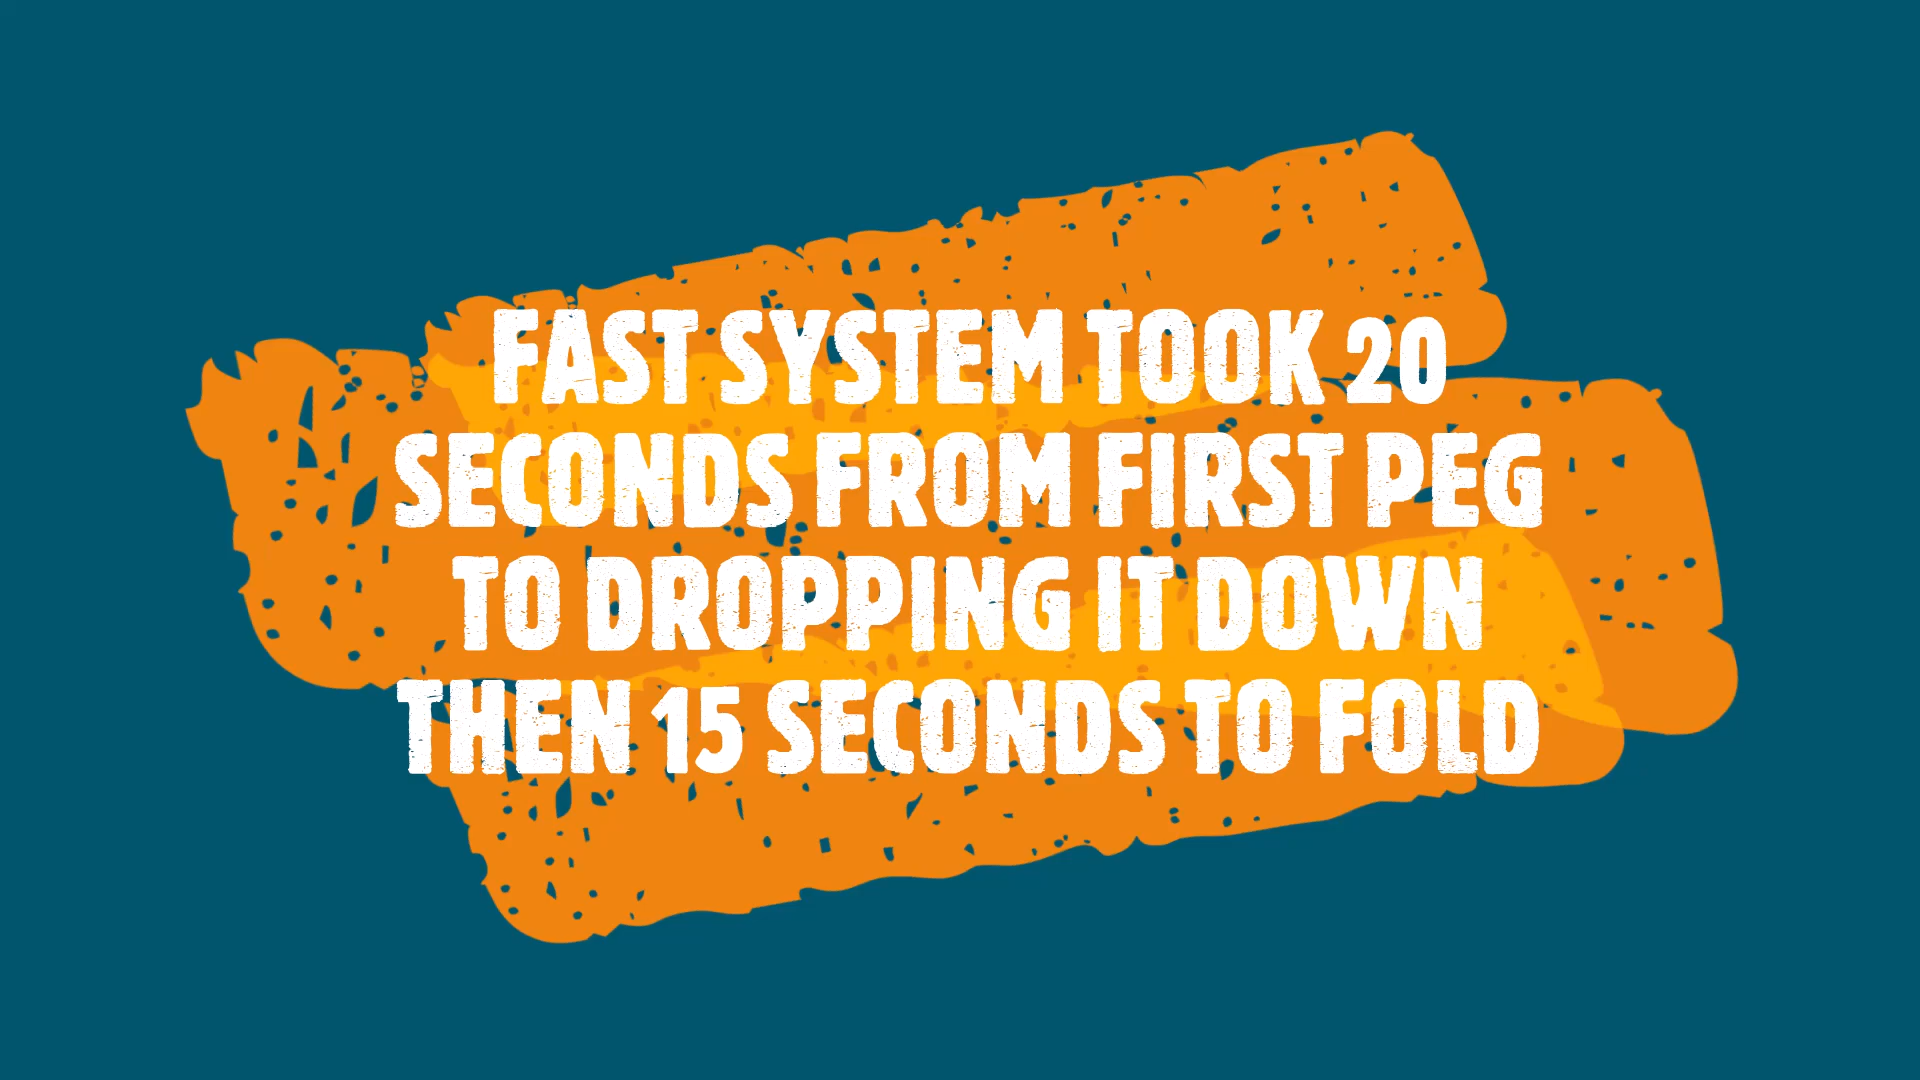 FAST SYSTEM TOOK 20
SECONDS FROM FIRST PEG
TO DROPPING IT DOWN
THEN 15 SECONDS TO FOLD